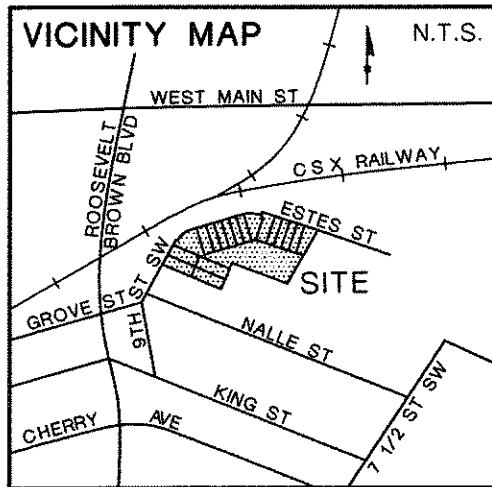 VICINITY MAP
N.T.S.
WEST MAIN ST
ROOSEVELT
BROWN BLVD
CSX RAILWAY
ESTES ST
9TH ST SW
SITE
GROVE ST
NALLE ST
KING ST
CHERRY AVE
7 1/2 ST SW